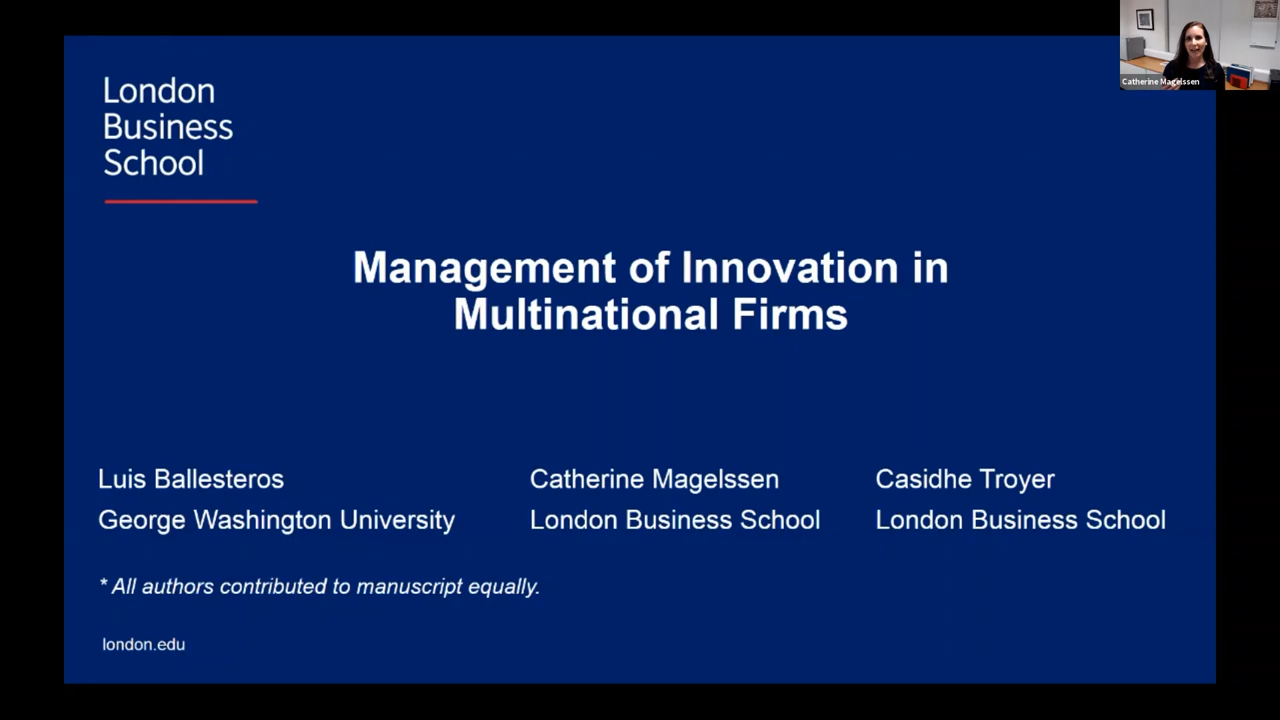 London
Business
School
Catherine Magelssen
Management of Innovation in
Multinational Firms
Luis Ballesteros
George Washington University
Catherine Magelssen
London Business School
Casidhe Troyer
London Business School
* All authors contributed to manuscript equally.
london.edu